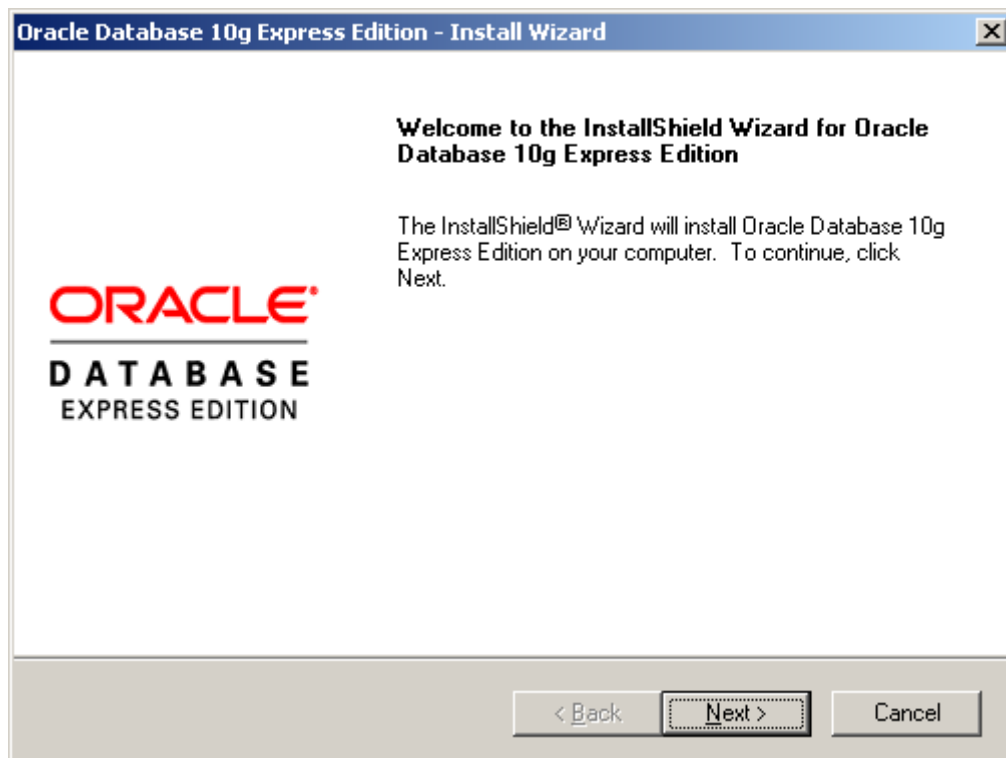 Oracle Database 10g Express Edition - Install Wizard
Welcome to the InstallShield Wizard for Oracle
Database 10g Express Edition
The InstallShield® Wizard will install Oracle Database 10g
Express Edition on your computer.  To continue, click
Next.
ORACLE
DATABASE
EXPRESS EDITION
< Back
Next >
Cancel